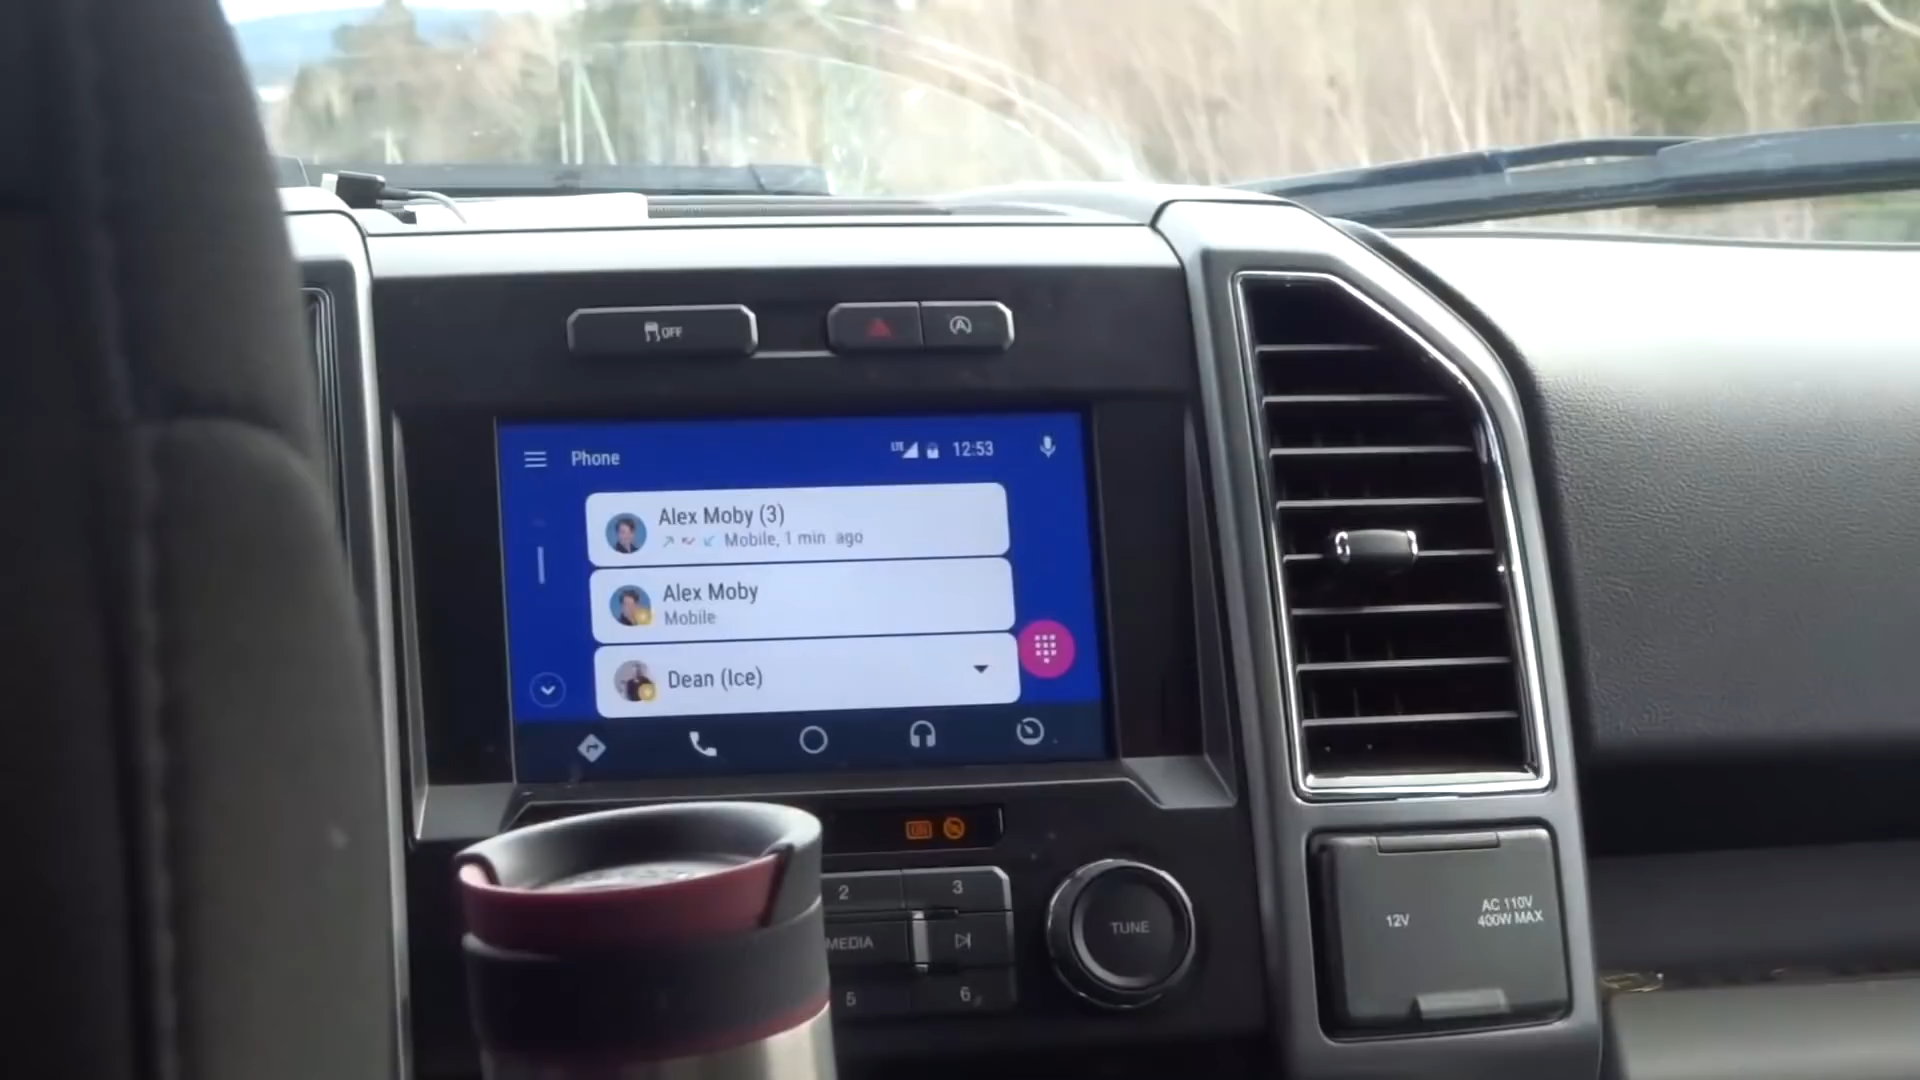 OFF
Phone
LTE 12:53
Alex Moby (3)
Mobile, 1 min. ago
Alex Moby
Mobile
Dean (Ice)
2
3
MEDIA
5
6
TUNE
12V
AC 110V
400W MAX